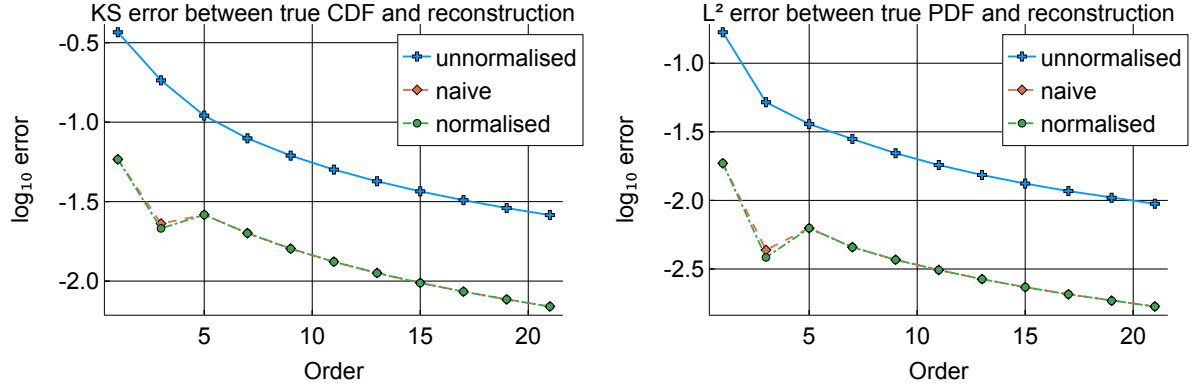 KS error between true CDF and reconstruction
-0.5
-1.0
-1.5
-2.0
log₁₀ error
5
10
15
20
Order
unnormalised
naive
normalised
L² error between true PDF and reconstruction
-1.0
-1.5
-2.0
-2.5
log₁₀ error
5
10
15
20
Order
unnormalised
naive
normalised